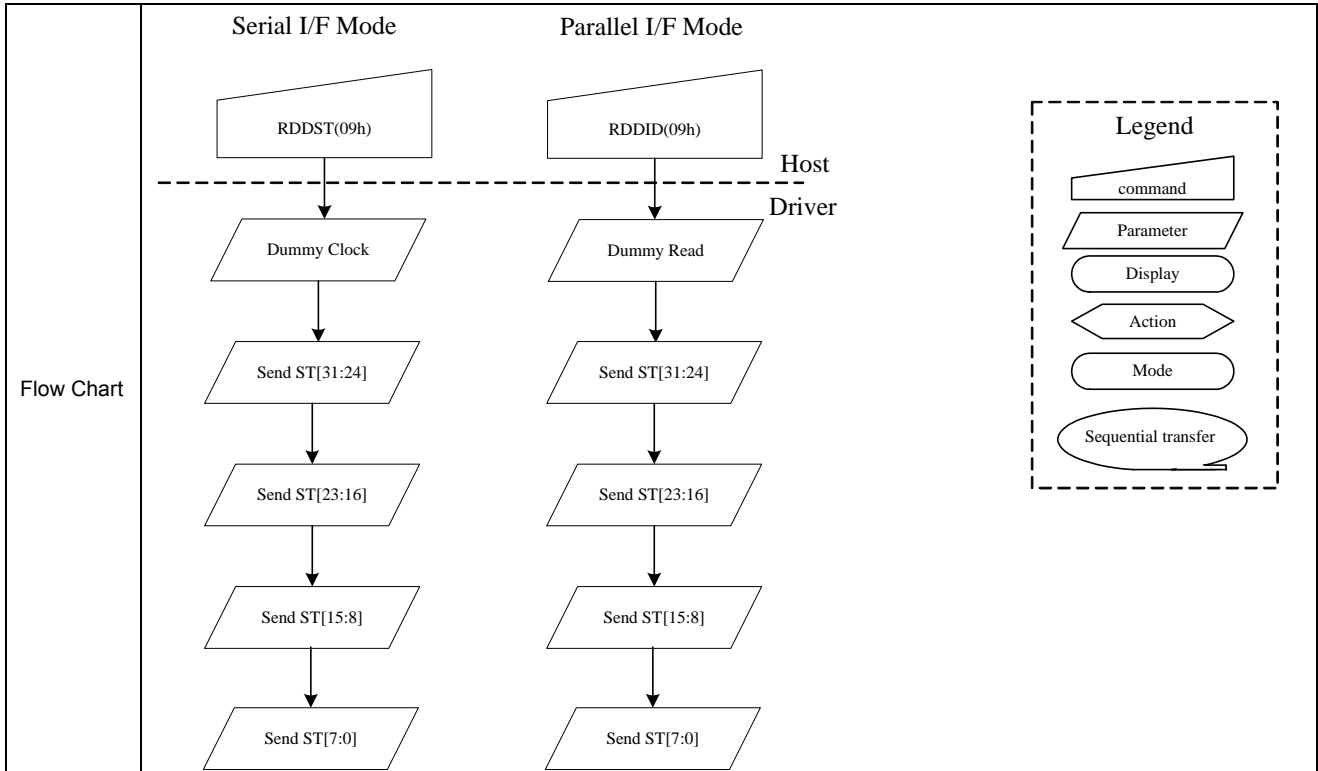 Flow Chart
Serial I/F Mode
Parallel I/F Mode
RDDST(09h)
RDDID(09h)
Host
Driver
Dummy Clock
Dummy Read
Send ST[31:24]
Send ST[31:24]
Send ST[23:16]
Send ST[23:16]
Send ST[15:8]
Send ST[15:8]
Send ST[7:0]
Send ST[7:0]
Legend
command
Parameter
Display
Action
Mode
Sequential transfer